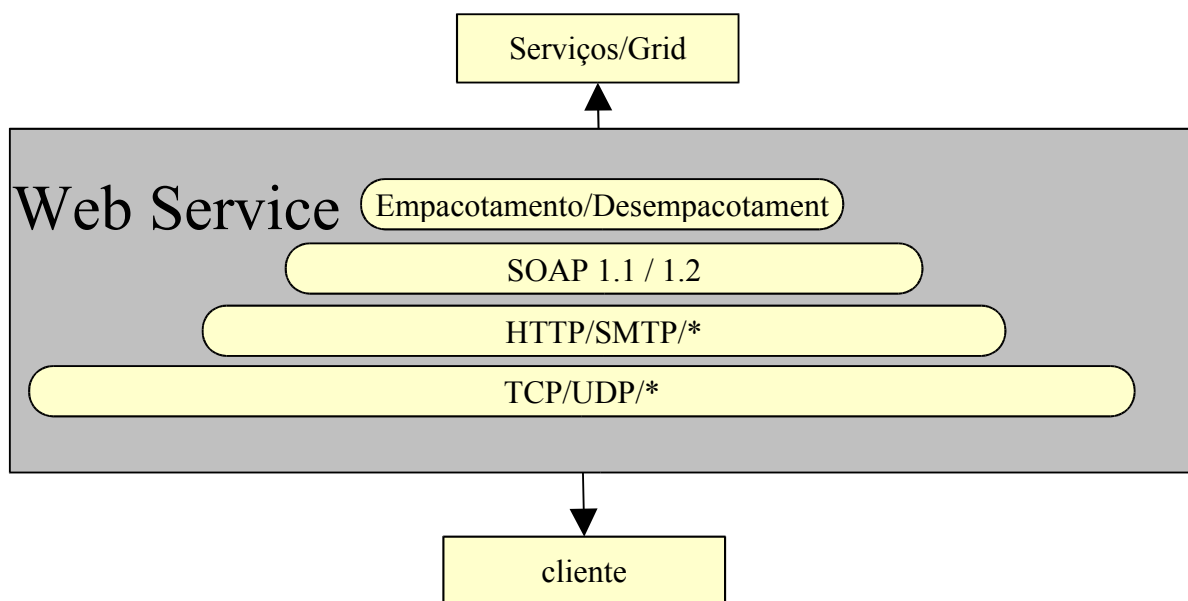 Serviços/Grid
Web Service
Empacotamento/Desempacotament
SOAP 1.1 / 1.2
HTTP/SMTP/*
TCP/UDP/*
cliente